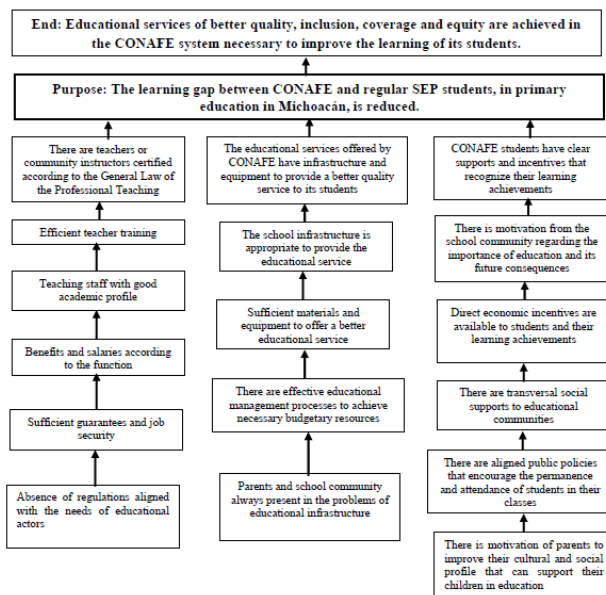 End: Educational services of better quality, inclusion, coverage and equity are achieved in
the CONAFE system necessary to improve the learning of its students.
Purpose: The learning gap between CONAFE and regular SEP students, in primary
education in Michoacán, is reduced.
There are teachers or
community instructors certified
according to the General Law of
the Professional Teaching
Efficient teacher training
Teaching staff with good
academic profile
Benefits and salaries according
to the function
Sufficient guarantees and job
security
Absence of regulations aligned
with the needs of educational
actors
The educational services offered by
CONAFE have infrastructure and
equipment to provide a better quality
service to its students
The school infrastructure is
appropriate to provide the
educational service
Sufficient materials and
equipment to offer a better
educational service
There are effective educational
management processes to achieve
necessary budgetary resources
Parents and school community
always present in the problems of
educational infrastructure
CONAFE students have clear
supports and incentives that
recognize their learning
achievements
There is motivation from the
school community regarding the
importance of education and its
future consequences
Direct economic incentives are
available to students and their
learning achievements
There are transversal social
supports to educational
communities
There are aligned public policies
that encourage the permanence
and attendance of students in their
classes
There is motivation of parents to
improve their cultural and social
profile that can support their
children in education